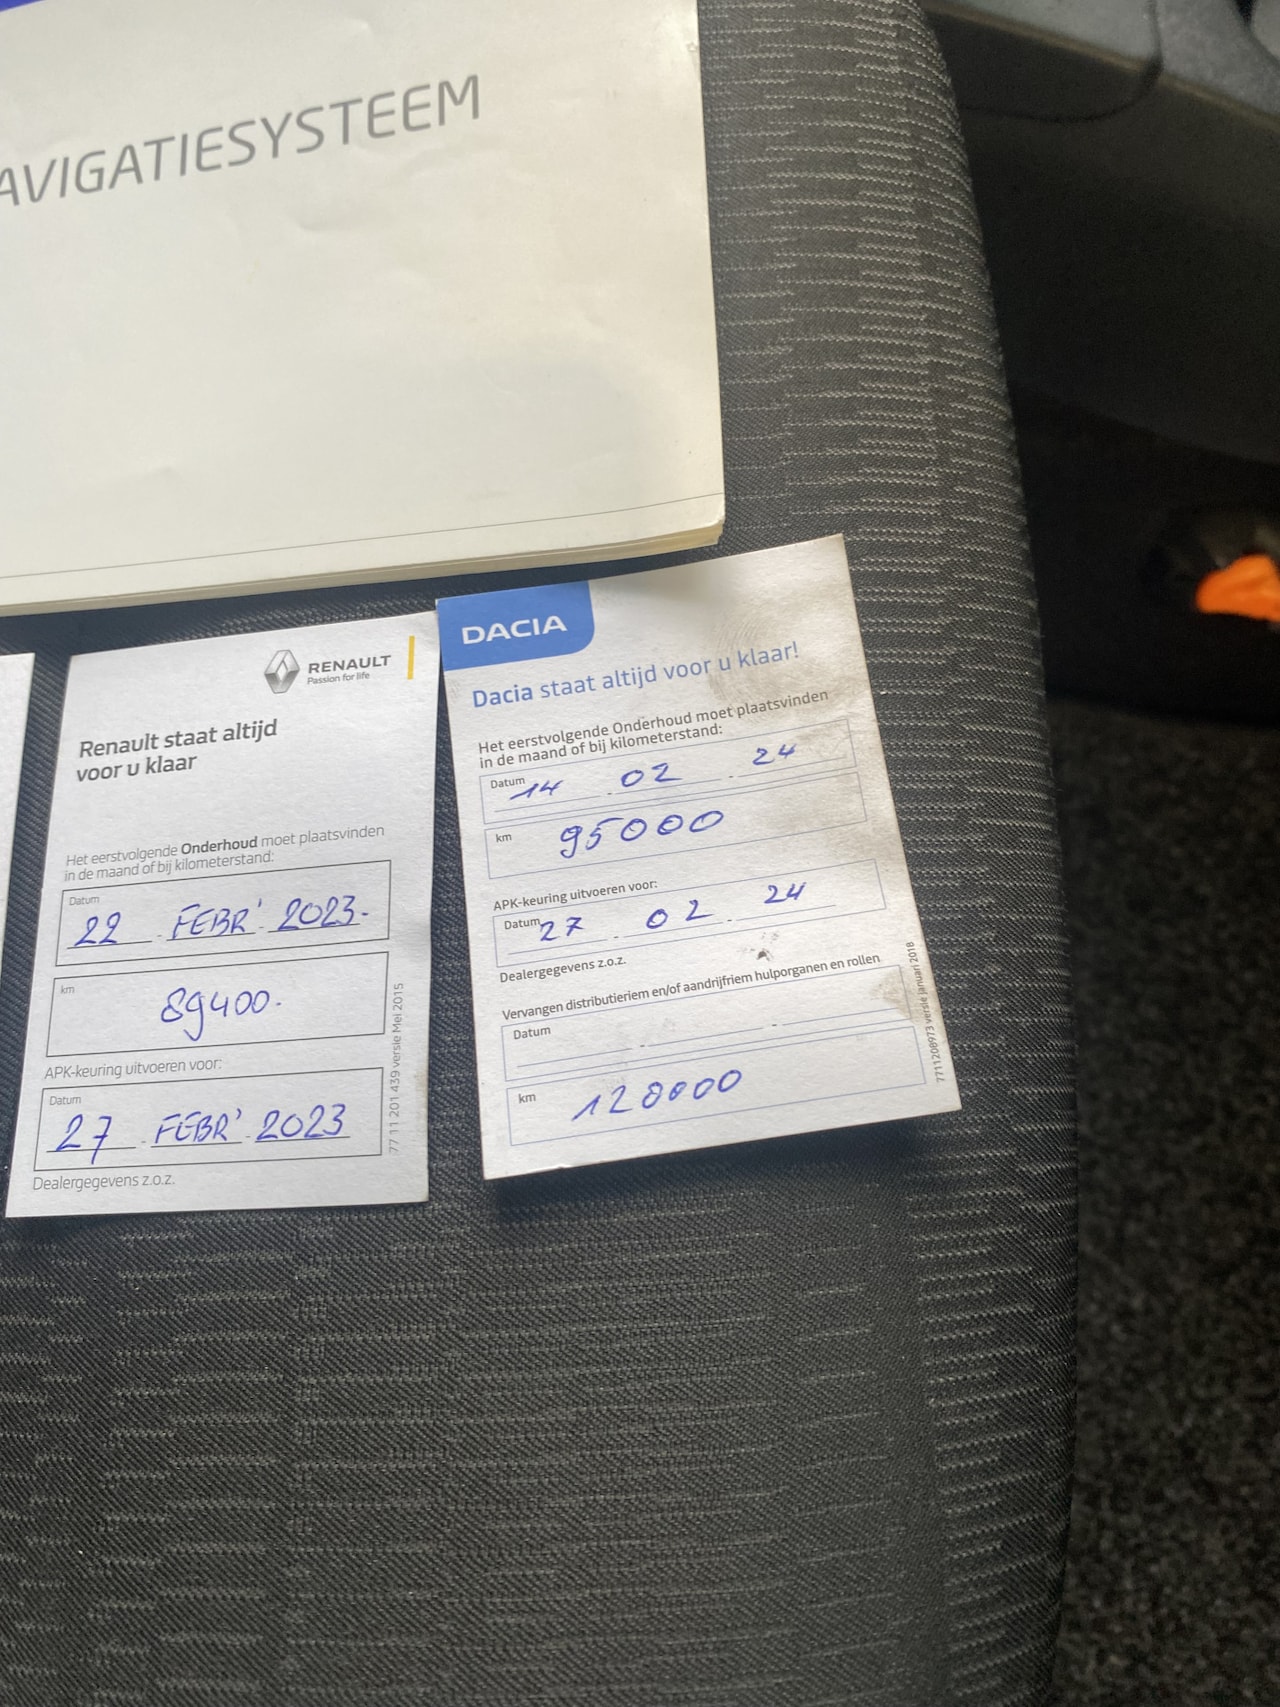 AVIGATIESYSTEEM
RENAULT
Passion for life
Renault staat altijd
voor u klaar
Het eerstvolgende Onderhoud moet plaatsvinden
in de maand of bij kilometerstand:
Datum
22 . FEBR' . 2023.
km
89400.
APK-keuring uitvoeren voor:
Datum
27 . FEBR' . 2023
Dealergegevens z.o.z.
77 11 201 439 versie Mei 2015
DACIA
Dacia staat altijd voor u klaar!
Het eerstvolgende Onderhoud moet plaatsvinden
in de maand of bij kilometerstand:
Datum 14 . 02 . 24
km 95000
APK-keuring uitvoeren voor:
Datum 27 . 02 . 24
Dealergegevens z.o.z.
Vervangen distributieriem en/of aandrijfriem hulporganen en rollen
Datum
km 120000
7711208973 versie januari 2018